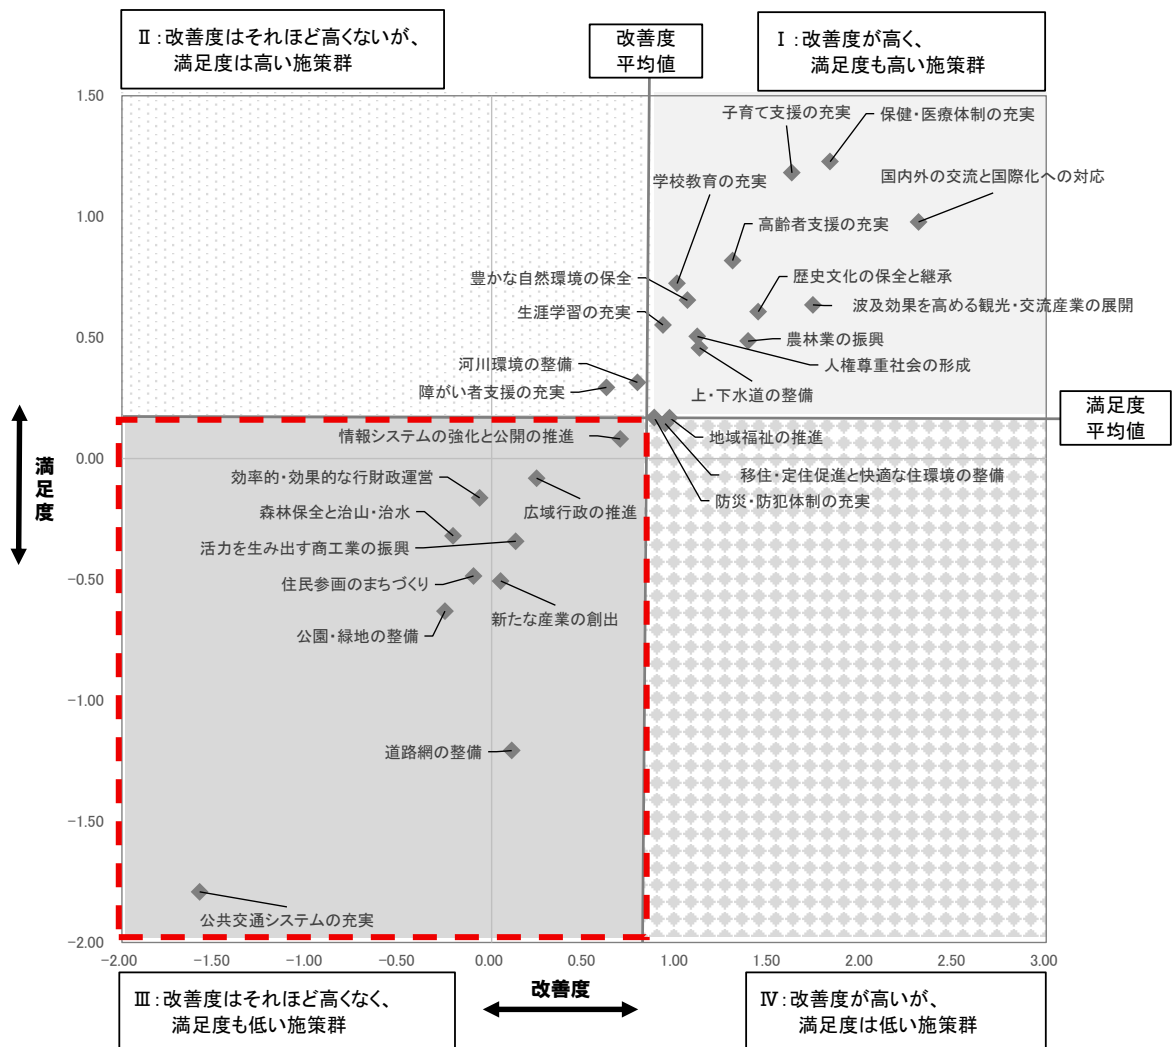 Ⅱ：改善度はそれほど高くないが、
満足度は高い施策群
改善度
平均値
Ⅰ：改善度が高く、
満足度も高い施策群
1.50
1.00
0.50
0.00
-0.50
-1.00
-1.50
-2.00
子育て支援の充実
保健・医療体制の充実
学校教育の充実
国内外の交流と国際化への対応
高齢者支援の充実
豊かな自然環境の保全
歴史文化の保全と継承
生涯学習の充実
波及効果を高める観光・交流産業の展開
農林業の振興
河川環境の整備
人権尊重社会の形成
障がい者支援の充実
上・下水道の整備
満足度
平均値
情報システムの強化と公開の推進
地域福祉の推進
効率的・効果的な行財政運営
移住・定住促進と快適な住環境の整備
防災・防犯体制の充実
森林保全と治山・治水
広域行政の推進
活力を生み出す商工業の振興
住民参画のまちづくり
新たな産業の創出
公園・緑地の整備
道路網の整備
公共交通システムの充実
満足度
-2.00
-1.50
-1.00
-0.50
0.00
0.50
1.00
1.50
2.00
2.50
3.00
改善度
Ⅲ：改善度はそれほど高くなく、
満足度も低い施策群
Ⅳ：改善度が高いが、
満足度は低い施策群